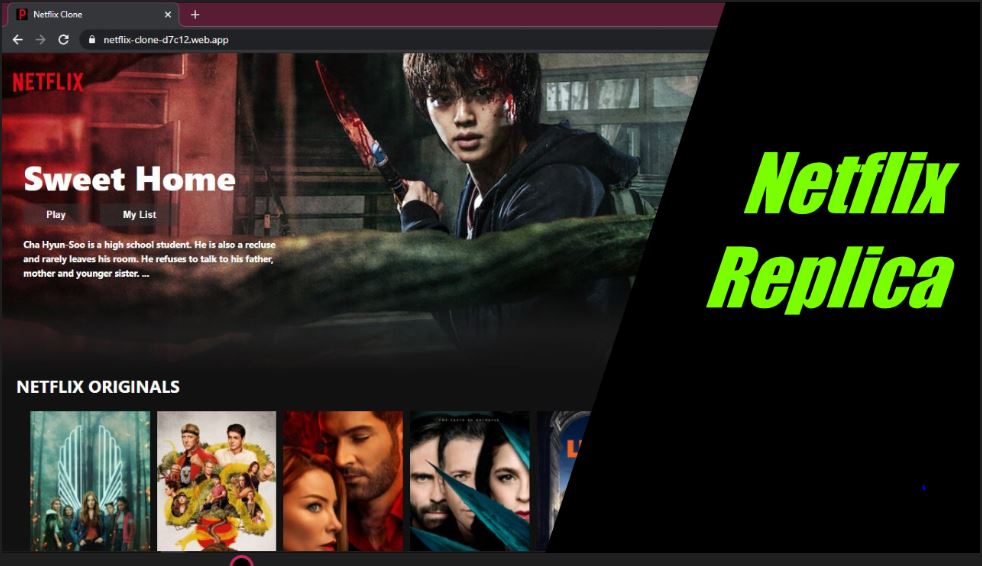 Netflix Clone
netflix-clone-d7c12.web.app
NETFLIX
Sweet Home
Play
My List
Cha Hyun-Soo is a high school student. He is also a recluse
and rarely leaves his room. He refuses to talk to his father,
mother and younger sister. ...
Netflix
Replica
NETFLIX ORIGINALS